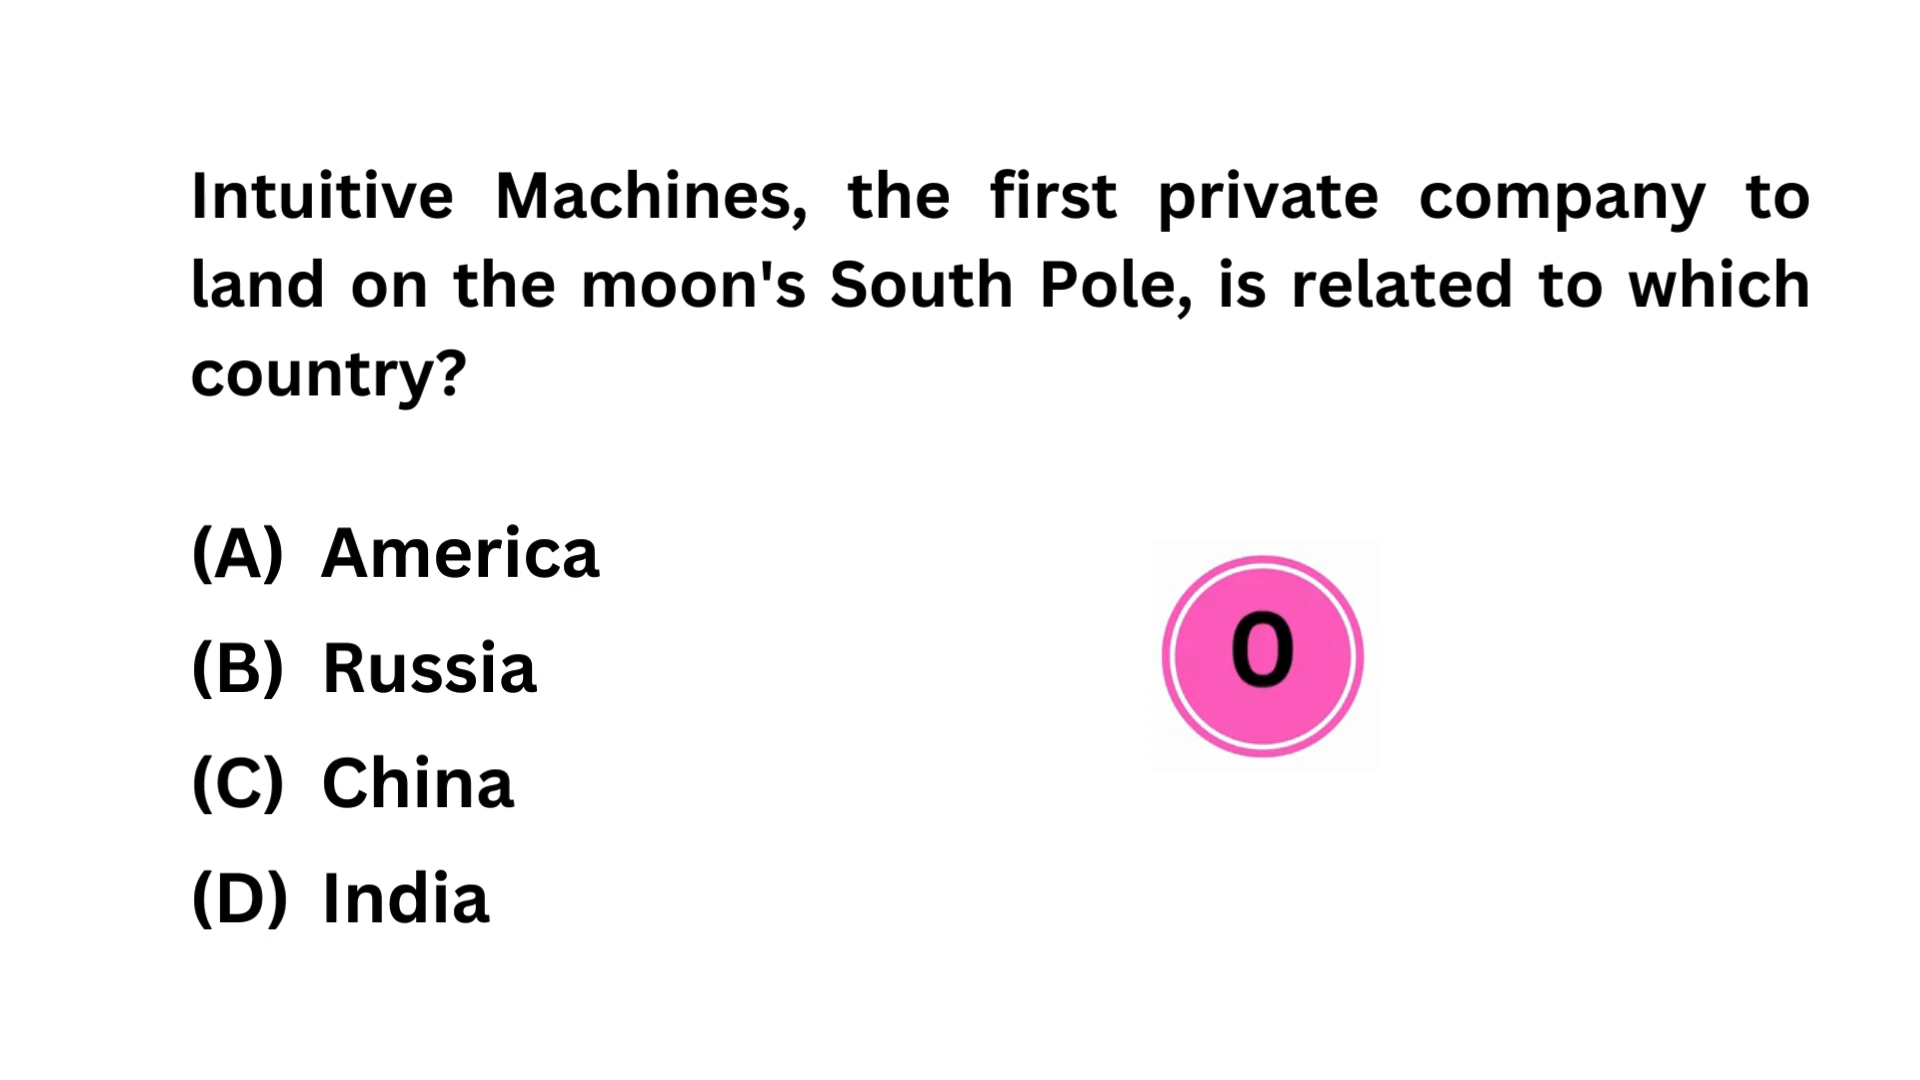 Intuitive Machines, the first private company to
land on the moon's South Pole, is related to which
country?
(A) America
(B) Russia
(C) China
(D) India
0